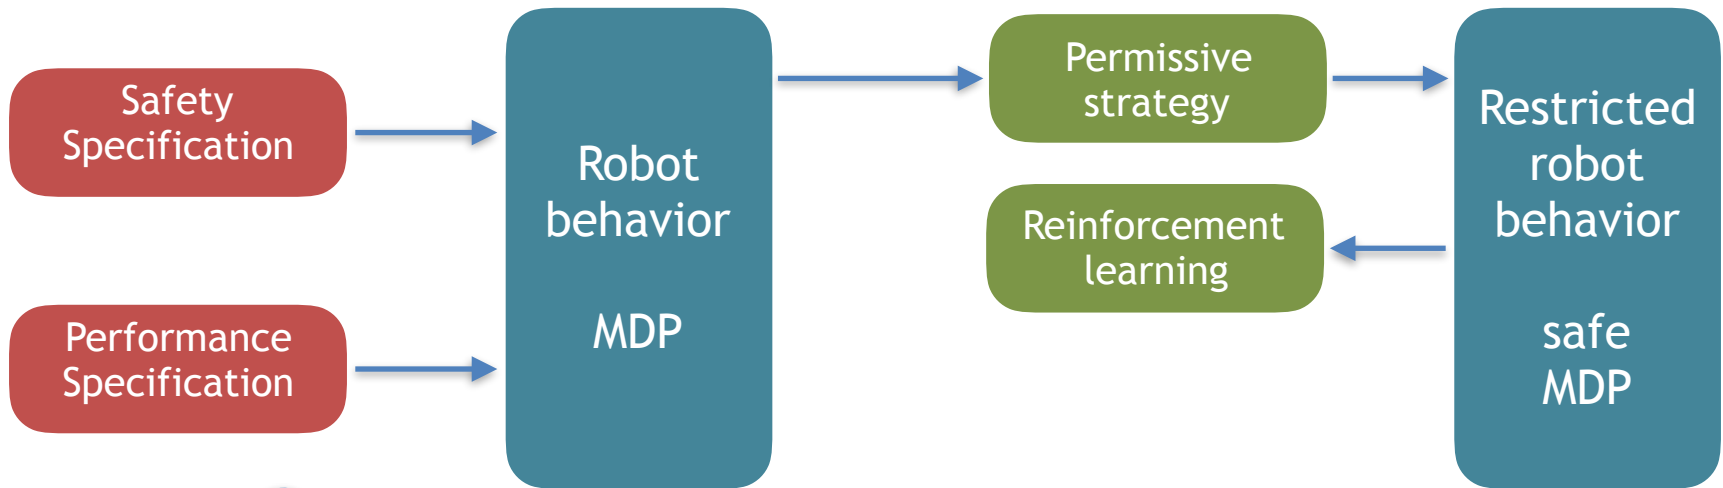 Safety
Specification
Performance
Specification
Robot
behavior
MDP
Permissive
strategy
Reinforcement
learning
Restricted
robot
behavior
safe
MDP